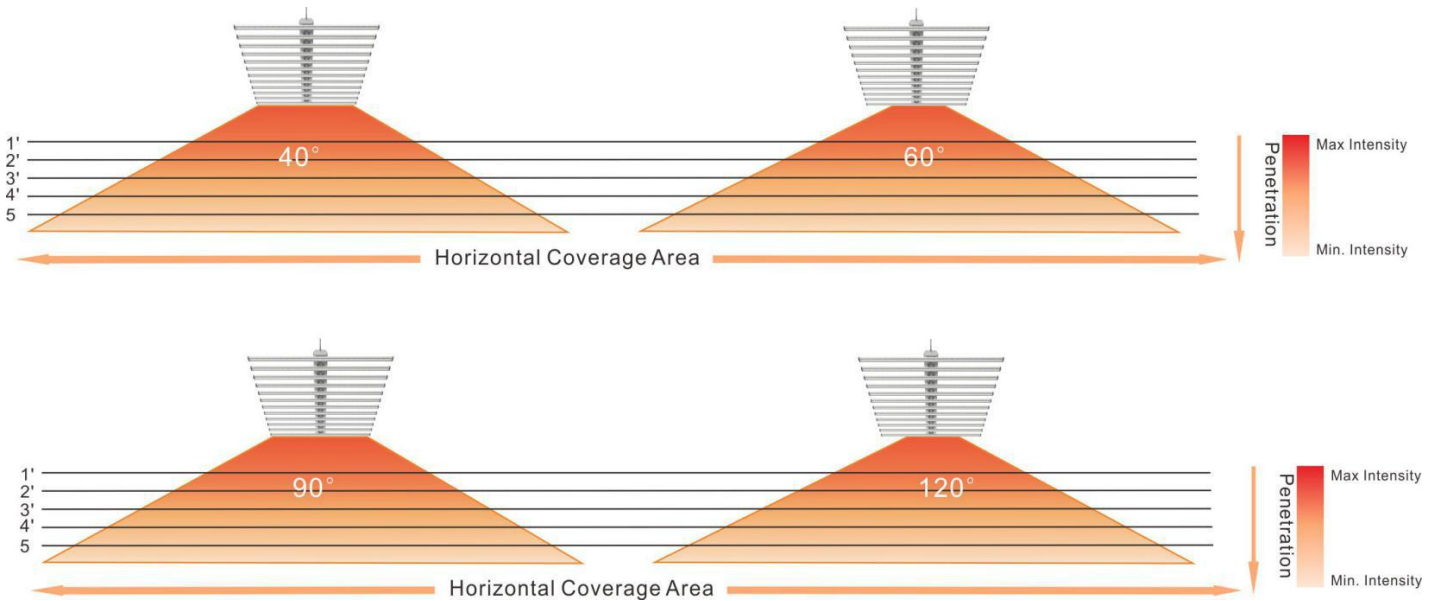 1'
2'
3'
4'
5
40°
60°
Penetration
Max Intensity
Min. Intensity
Horizontal Coverage Area
1'
2'
3'
4'
5
90°
120°
Penetration
Max Intensity
Min. Intensity
Horizontal Coverage Area